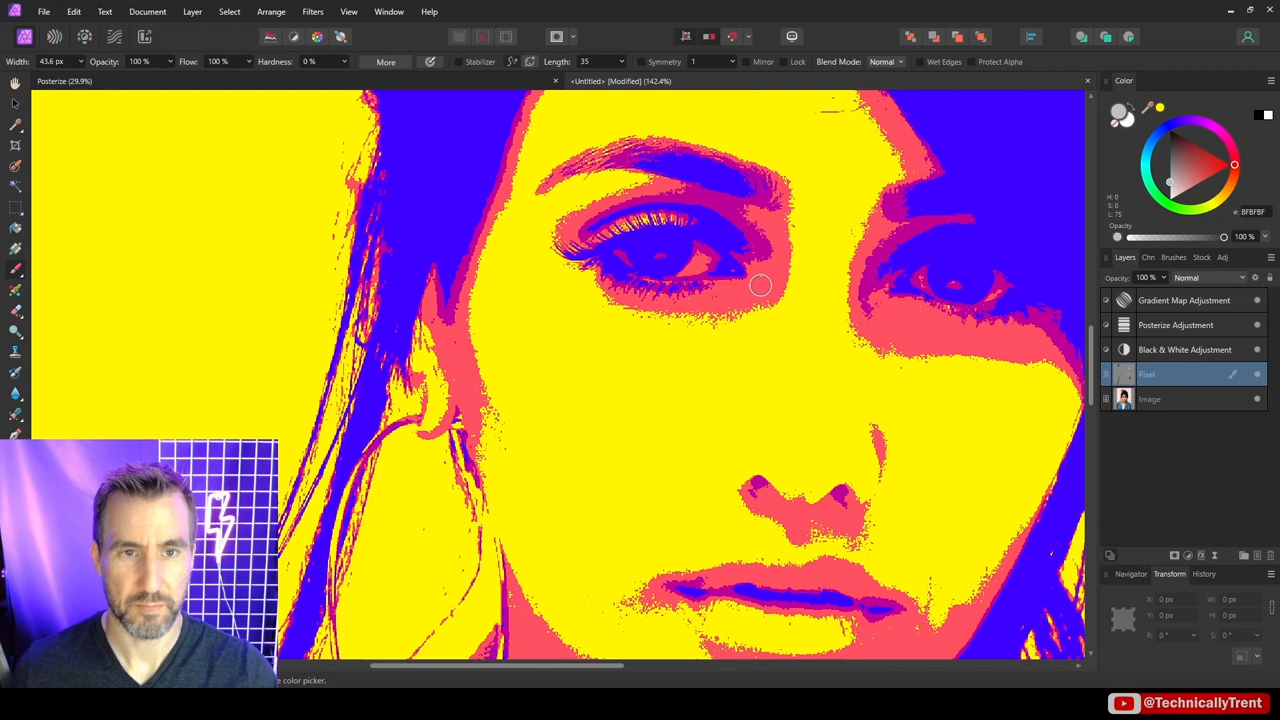 File Edit Text Document Layer Select Arrange Filters View Window Help
Width: 43.6 px Opacity: 100 % Flow: 100 % Hardness: 0 % More Stabilizer Length: 35 Symmetry 1 Mirror Lock Blend Mode: Normal Wet Edges Protect Alpha
Posterize (29.9%) <Untitled> [Modified] (142.4%)
Color
H: 0
S: 0
L: 75
#: BFBFBF
Opacity
100 %
Layers Chn Brushes Stock Adj
Opacity: 100 % Normal
Gradient Map Adjustment
Posterize Adjustment
Black & White Adjustment
Pixel
Image
Navigator Transform History
X: 0 px W: 0 px
Y: 0 px H: 0 px
R: 0 ° S: 0 °
e color picker.
@TechnicallyTrent